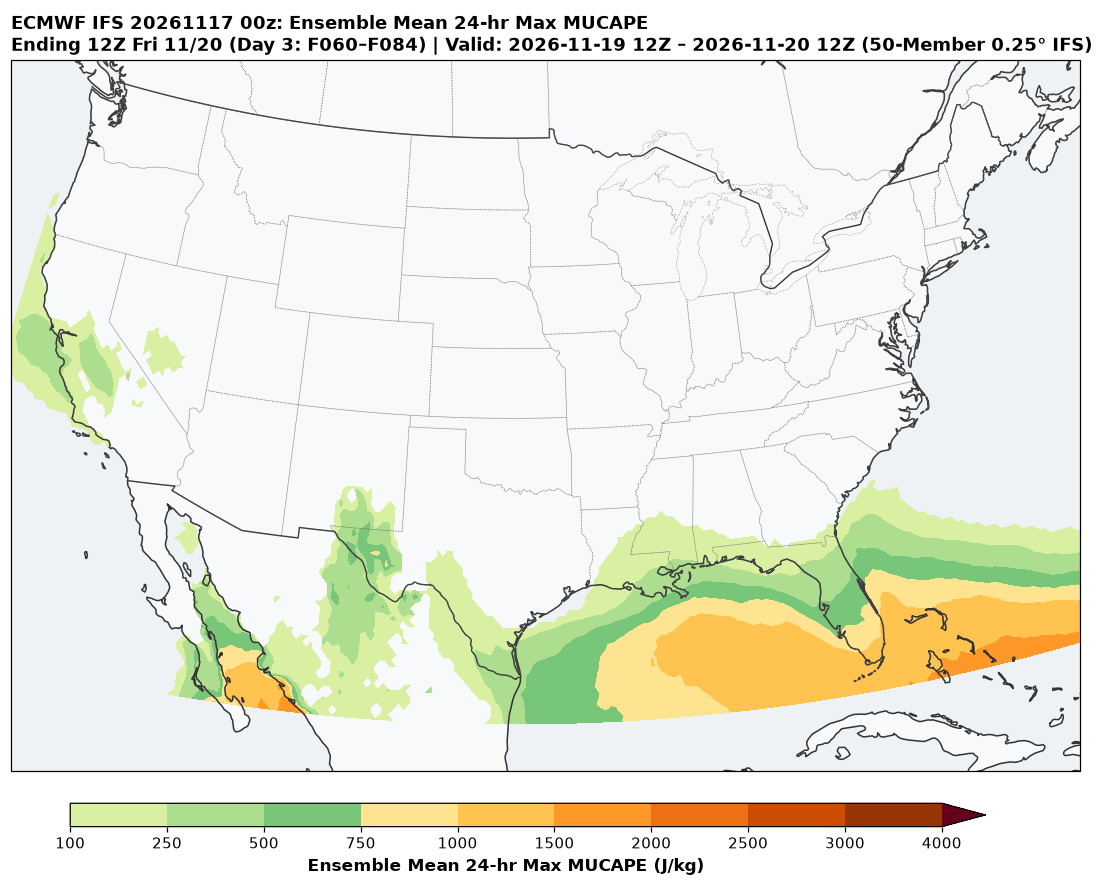 ECMWF IFS 20261117 00z: Ensemble Mean 24-hr Max MUCAPE
Ending 12Z Fri 11/20 (Day 3: F060–F084) | Valid: 2026-11-19 12Z – 2026-11-20 12Z (50-Member 0.25° IFS)
100 250 500 750 1000 1500 2000 2500 3000 4000
Ensemble Mean 24-hr Max MUCAPE (J/kg)